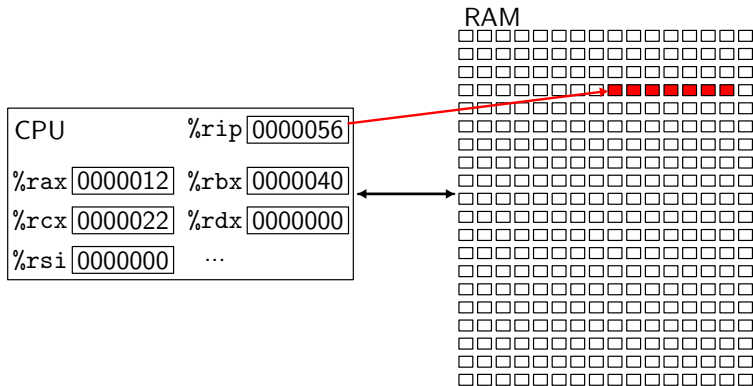 RAM
CPU %rip 0000056
%rax 0000012 %rbx 0000040
%rcx 0000022 %rdx 0000000
%rsi 0000000 ...